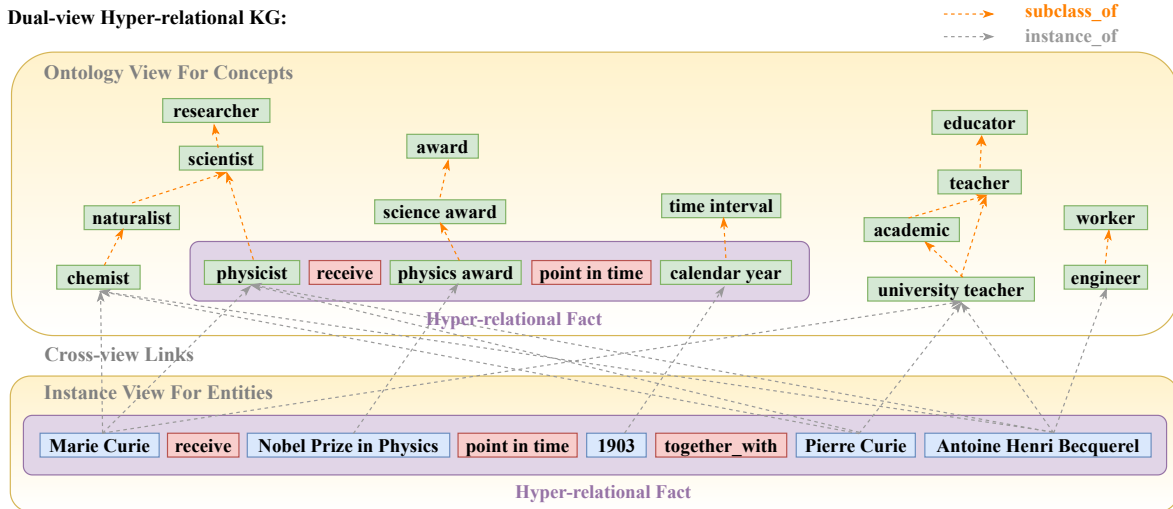 Dual-view Hyper-relational KG:
subclass_of
instance_of
Ontology View For Concepts
researcher
educator
award
scientist
teacher
science award
time interval
naturalist
academic
worker
chemist
physicist
receive
physics award
point in time
calendar year
university teacher
engineer
Hyper-relational Fact
Cross-view Links
Instance View For Entities
Marie Curie
receive
Nobel Prize in Physics
point in time
1903
together_with
Pierre Curie
Antoine Henri Becquerel
Hyper-relational Fact